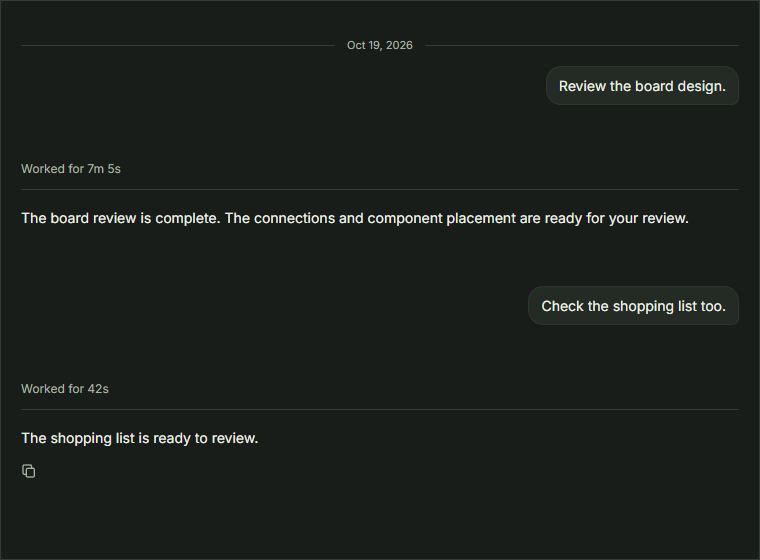 Oct 19, 2026
Review the board design.
Worked for 7m 5s
The board review is complete. The connections and component placement are ready for your review.
Check the shopping list too.
Worked for 42s
The shopping list is ready to review.